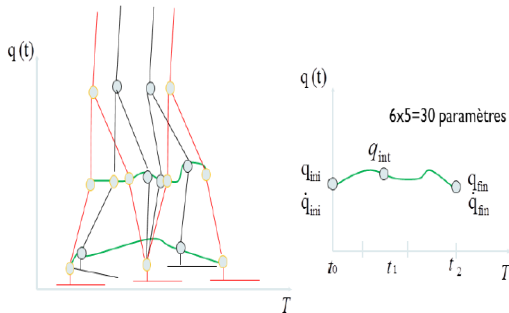 q (t)
T
q (t)
6x5=30 paramètres
q_int
q_ini
q̇_ini
q_fin
q̇_fin
t_0
t_1
t_2
T